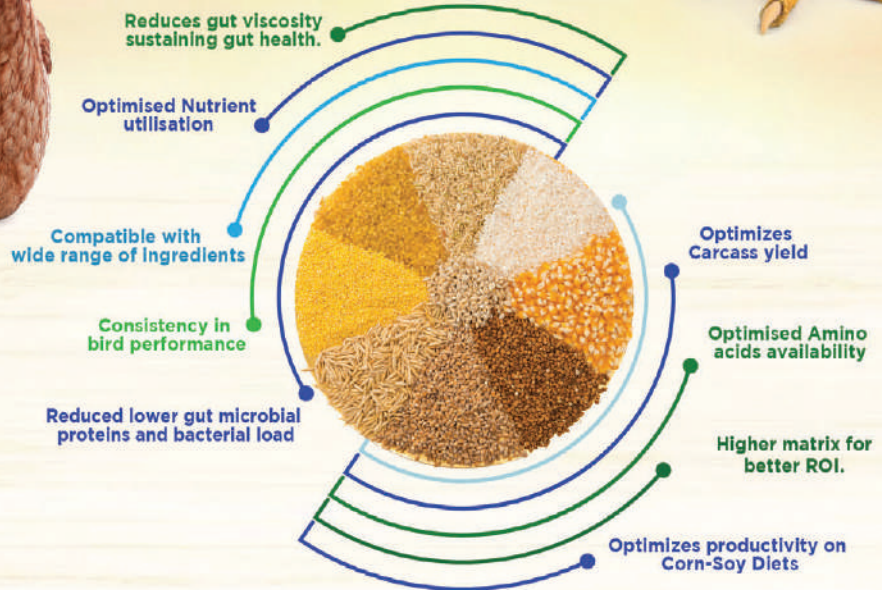 Reduces gut viscosity
sustaining gut health.
Optimised Nutrient
utilisation
Compatible with
wide range of ingredients
Consistency in
bird performance
Reduced lower gut microbial
proteins and bacterial load
Optimizes
Carcass yield
Optimised Amino
acids availability
Higher matrix for
better ROI.
Optimizes productivity on
Corn-Soy Diets